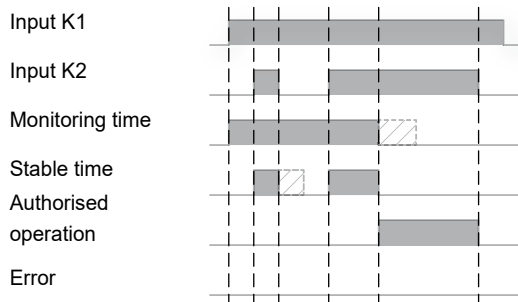 Input K1
Input K2
Monitoring time
Stable time
Authorised
operation
Error